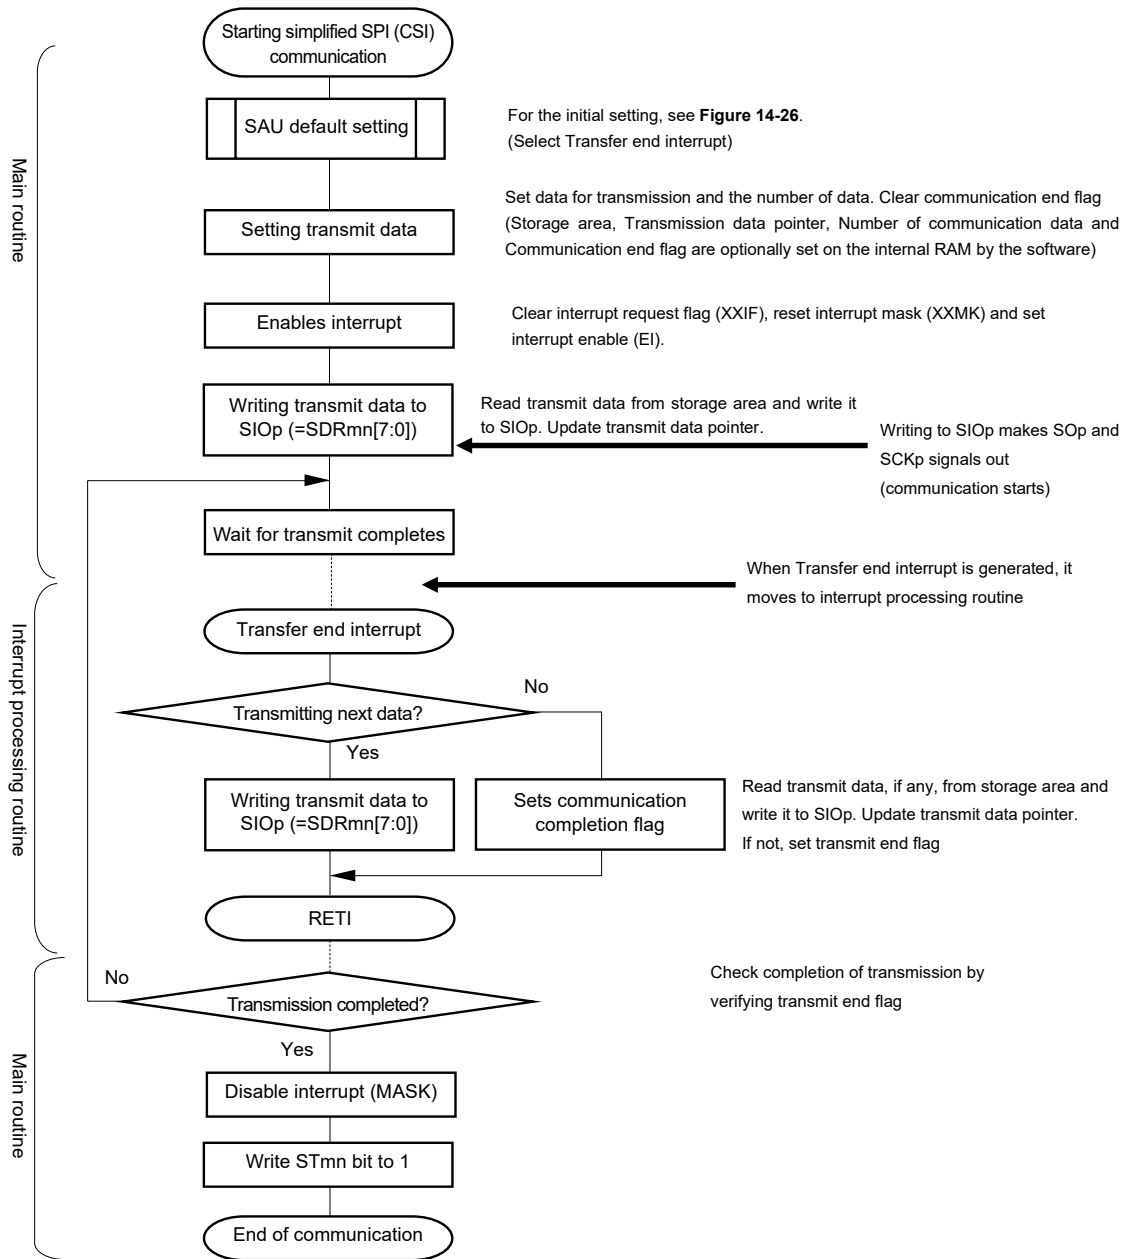 Starting simplified SPI (CSI)
communication
SAU default setting
For the initial setting, see Figure 14-26.
(Select Transfer end interrupt)
Main routine
Setting transmit data
Set data for transmission and the number of data. Clear communication end flag
(Storage area, Transmission data pointer, Number of communication data and
Communication end flag are optionally set on the internal RAM by the software)
Enables interrupt
Clear interrupt request flag (XXIF), reset interrupt mask (XXMK) and set
interrupt enable (EI).
Writing transmit data to
SIOp (=SDRmn[7:0])
Read transmit data from storage area and write it
to SIOp. Update transmit data pointer.
Writing to SIOp makes SOp and
SCKp signals out
(communication starts)
Wait for transmit completes
When Transfer end interrupt is generated, it
moves to interrupt processing routine
Interrupt processing routine
Transfer end interrupt
Transmitting next data?
No
Yes
Writing transmit data to
SIOp (=SDRmn[7:0])
Sets communication
completion flag
Read transmit data, if any, from storage area and
write it to SIOp. Update transmit data pointer.
If not, set transmit end flag
RETI
Main routine
No
Transmission completed?
Check completion of transmission by
verifying transmit end flag
Yes
Disable interrupt (MASK)
Write STmn bit to 1
End of communication